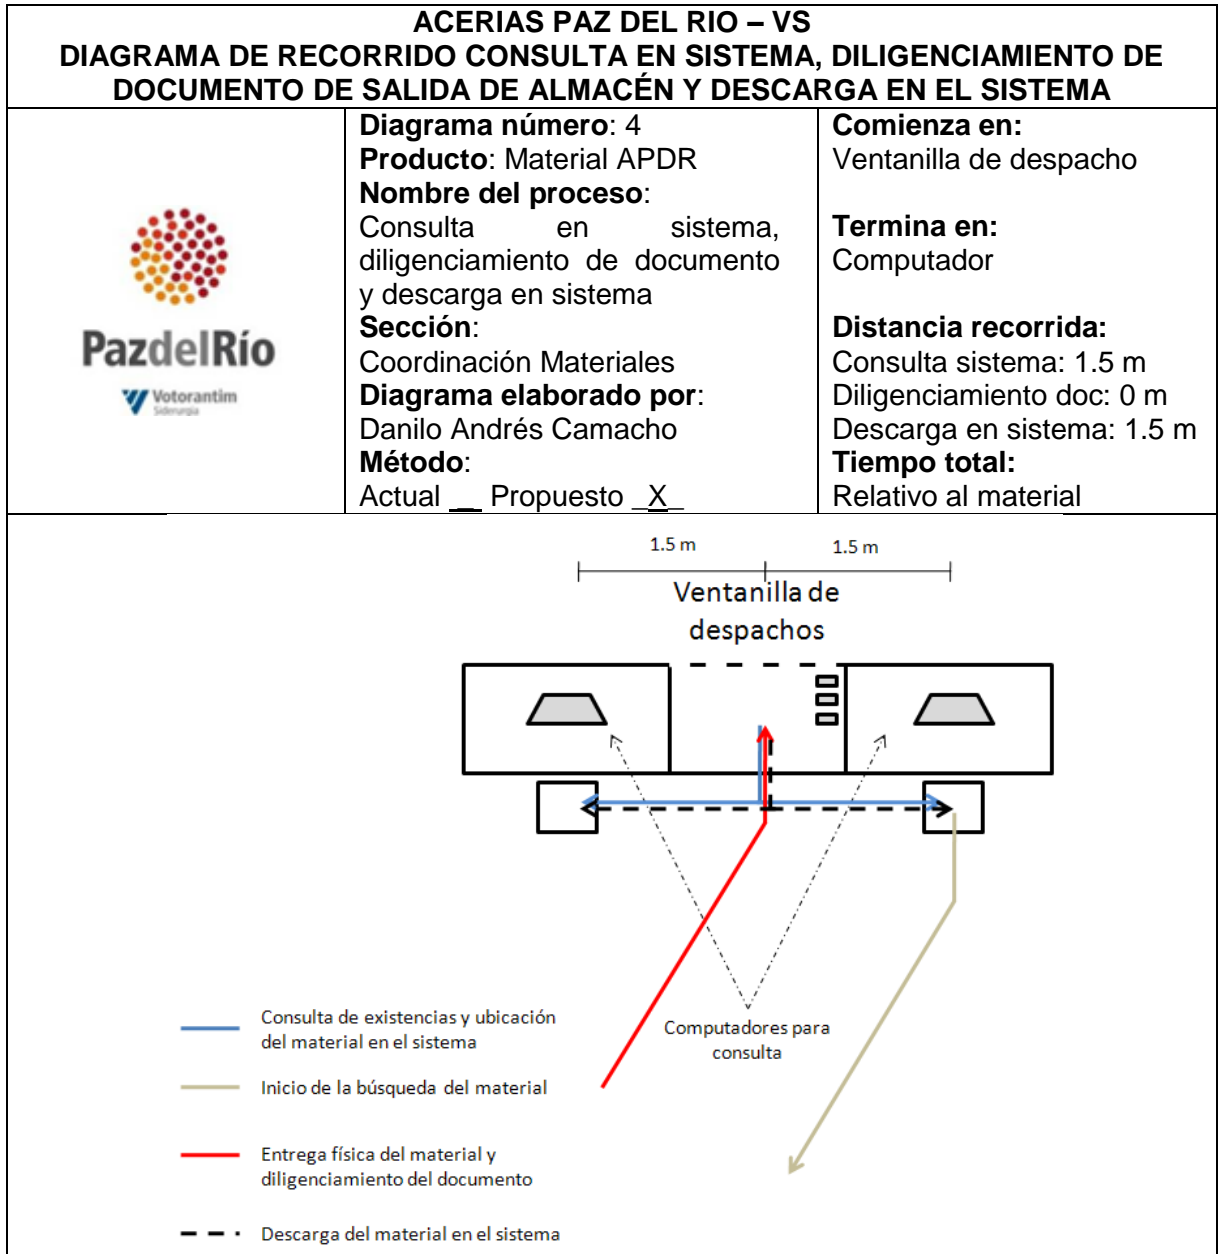 ACERIAS PAZ DEL RIO – VS
DIAGRAMA DE RECORRIDO CONSULTA EN SISTEMA, DILIGENCIAMIENTO DE
DOCUMENTO DE SALIDA DE ALMACÉN Y DESCARGA EN EL SISTEMA
PazdelRío
Votorantim
Siderurgia
Diagrama número: 4
Producto: Material APDR
Nombre del proceso:
Consulta en sistema,
diligenciamiento de documento
y descarga en sistema
Sección:
Coordinación Materiales
Diagrama elaborado por:
Danilo Andrés Camacho
Método:
Actual __ Propuesto _X_
Comienza en:
Ventanilla de despacho
Termina en:
Computador
Distancia recorrida:
Consulta sistema: 1.5 m
Diligenciamiento doc: 0 m
Descarga en sistema: 1.5 m
Tiempo total:
Relativo al material
1.5 m
1.5 m
Ventanilla de
despachos
Computadores para
consulta
Consulta de existencias y ubicación
del material en el sistema
Inicio de la búsqueda del material
Entrega física del material y
diligenciamiento del documento
Descarga del material en el sistema